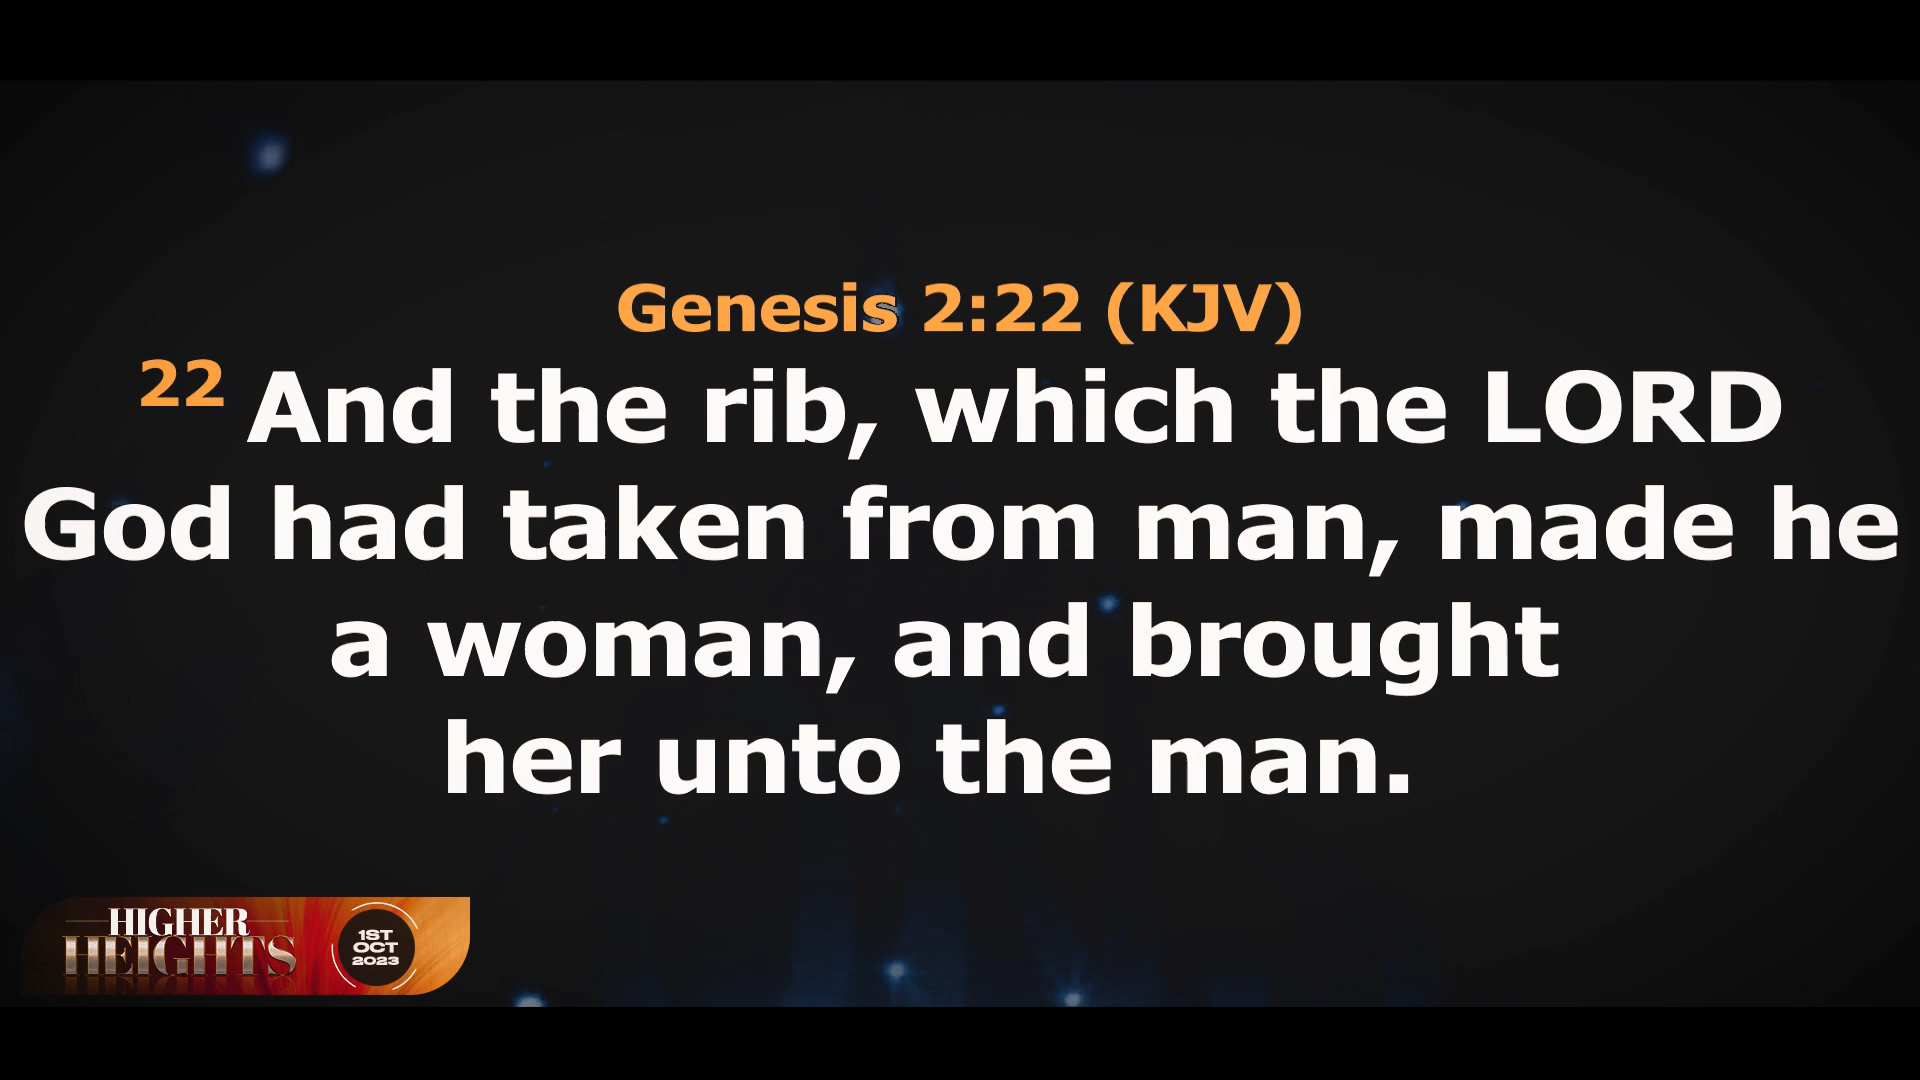 Genesis 2:22 (KJV)
22 And the rib, which the LORD
God had taken from man, made he
a woman, and brought
her unto the man.
HIGHER
HEIGHTS
1ST
OCT
2023